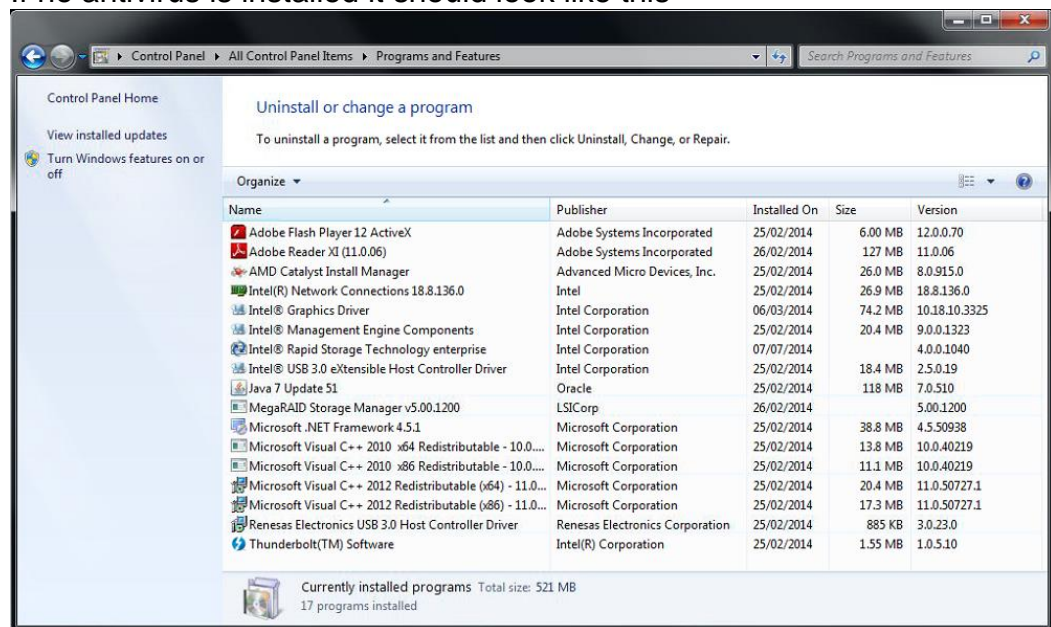 If no antivirus is installed it should look like this
Control Panel ▸ All Control Panel Items ▸ Programs and Features
Search Programs and Features
Control Panel Home
View installed updates
Turn Windows features on or
off
Uninstall or change a program
To uninstall a program, select it from the list and then click Uninstall, Change, or Repair.
Organize
Name Publisher Installed On Size Version
Adobe Flash Player 12 ActiveX Adobe Systems Incorporated 25/02/2014 6.00 MB 12.0.0.70
Adobe Reader XI (11.0.06) Adobe Systems Incorporated 26/02/2014 127 MB 11.0.06
AMD Catalyst Install Manager Advanced Micro Devices, Inc. 25/02/2014 26.0 MB 8.0.915.0
Intel(R) Network Connections 18.8.136.0 Intel 25/02/2014 26.9 MB 18.8.136.0
Intel® Graphics Driver Intel Corporation 06/03/2014 74.2 MB 10.18.10.3325
Intel® Management Engine Components Intel Corporation 25/02/2014 20.4 MB 9.0.0.1323
Intel® Rapid Storage Technology enterprise Intel Corporation 07/07/2014 4.0.0.1040
Intel® USB 3.0 eXtensible Host Controller Driver Intel Corporation 25/02/2014 18.4 MB 2.5.0.19
Java 7 Update 51 Oracle 25/02/2014 118 MB 7.0.510
MegaRAID Storage Manager v5.00.1200 LSICorp 26/02/2014 5.00.1200
Microsoft .NET Framework 4.5.1 Microsoft Corporation 25/02/2014 38.8 MB 4.5.50938
Microsoft Visual C++ 2010 x64 Redistributable - 10.0.... Microsoft Corporation 25/02/2014 13.8 MB 10.0.40219
Microsoft Visual C++ 2010 x86 Redistributable - 10.0.... Microsoft Corporation 25/02/2014 11.1 MB 10.0.40219
Microsoft Visual C++ 2012 Redistributable (x64) - 11.0... Microsoft Corporation 25/02/2014 20.4 MB 11.0.50727.1
Microsoft Visual C++ 2012 Redistributable (x86) - 11.0... Microsoft Corporation 25/02/2014 17.3 MB 11.0.50727.1
Renesas Electronics USB 3.0 Host Controller Driver Renesas Electronics Corporation 25/02/2014 885 KB 3.0.23.0
Thunderbolt(TM) Software Intel(R) Corporation 25/02/2014 1.55 MB 1.0.5.10
Currently installed programs Total size: 521 MB
17 programs installed